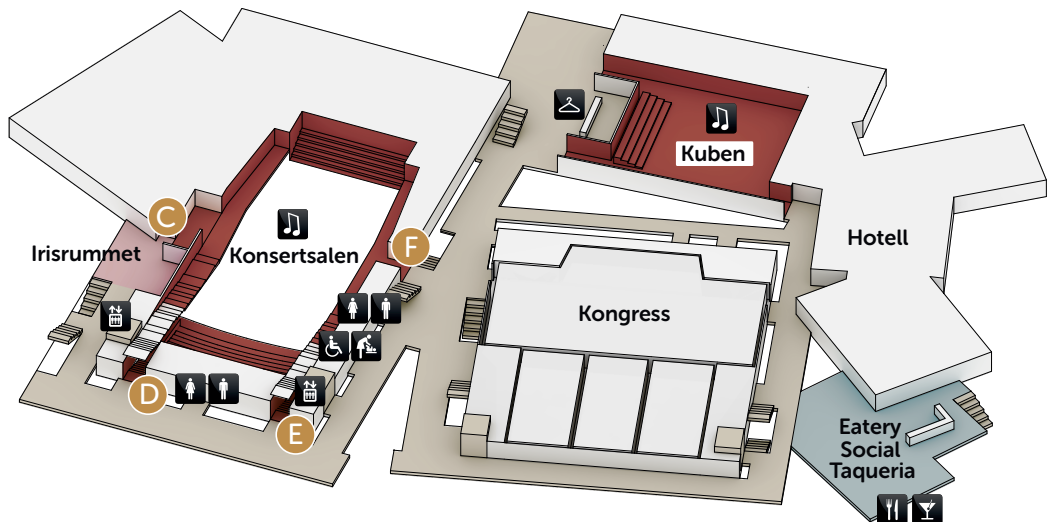 Kuben
C
Irisrummet
Konsertsalen
F
Hotell
Kongress
D
E
Eatery
Social
Taqueria